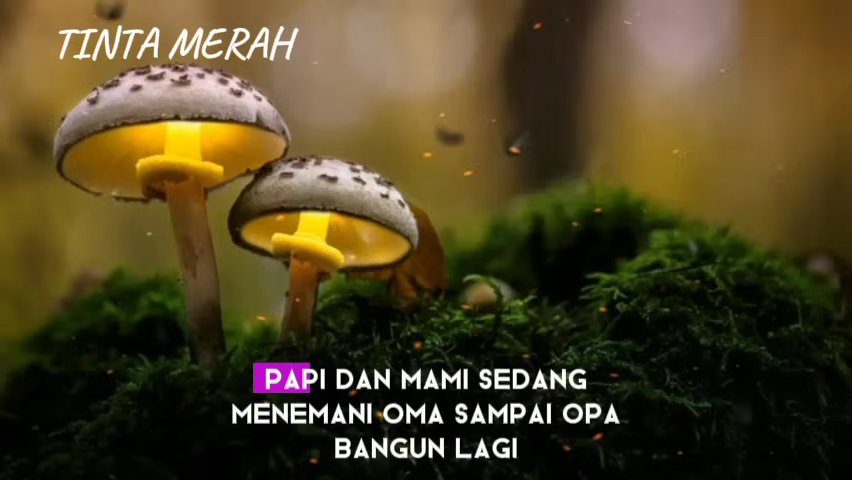 TINTA MERAH
PAPI DAN MAMI SEDANG
MENEMANI OMA SAMPAI OPA
BANGUN LAGI